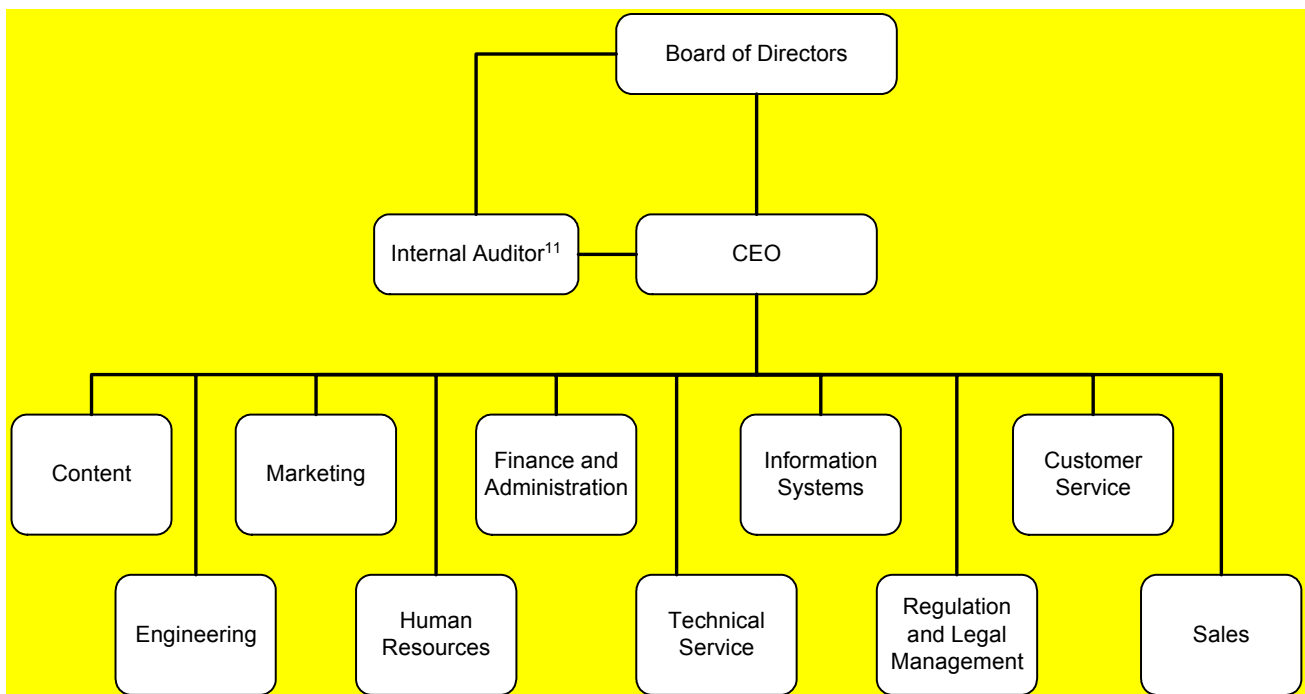 Board of Directors
Internal Auditor¹¹
CEO
Content
Marketing
Finance and
Administration
Information
Systems
Customer
Service
Engineering
Human
Resources
Technical
Service
Regulation
and Legal
Management
Sales